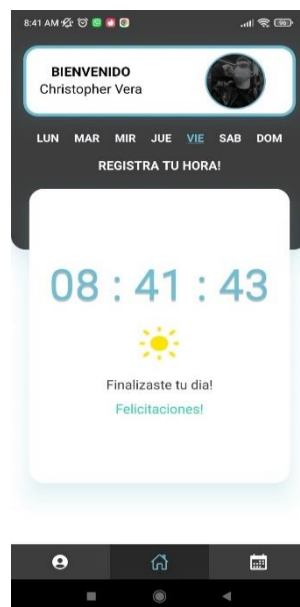 8:41 AM
BIENVENIDO
Christopher Vera
LUN MAR MIR JUE VIE SAB DOM
REGISTRA TU HORA!
08 : 41 : 43
Finalizaste tu dia!
Felicitaciones!